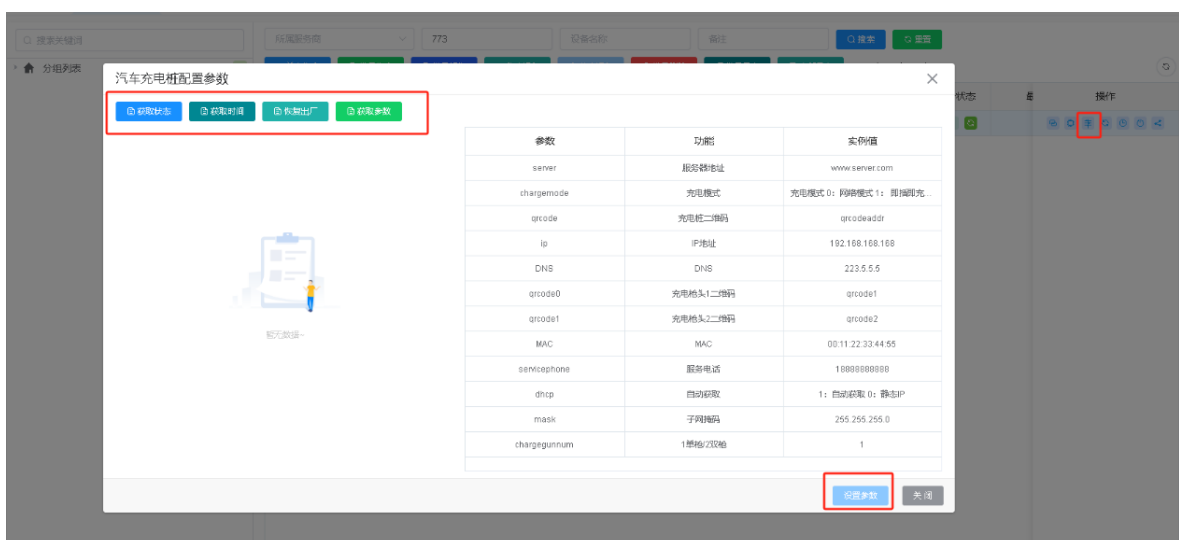 搜索关键词
所属服务商 773 设备名称 备注 搜索 重置
分组列表
汽车充电桩配置参数
状态 操作
获取状态 获取时间 恢复出厂 获取参数
参数 功能 实例值
server 服务器地址 www.server.com
chargemode 充电模式 充电模式 0：网络模式 1：即插即充...
qrcode 充电桩二维码 qrcodeaddr
ip IP地址 192.168.168.168
DNS DNS 223.5.5.5
qrcode0 充电枪头1二维码 qrcode1
qrcode1 充电枪头2二维码 qrcode2
暂无数据~
MAC MAC 00:11:22:33:44:55
servicephone 服务电话 18888888888
dhcp 自动获取 1：自动获取 0：静态IP
mask 子网掩码 255.255.255.0
chargegunnum 1单枪/2双枪 1
设置参数 关闭